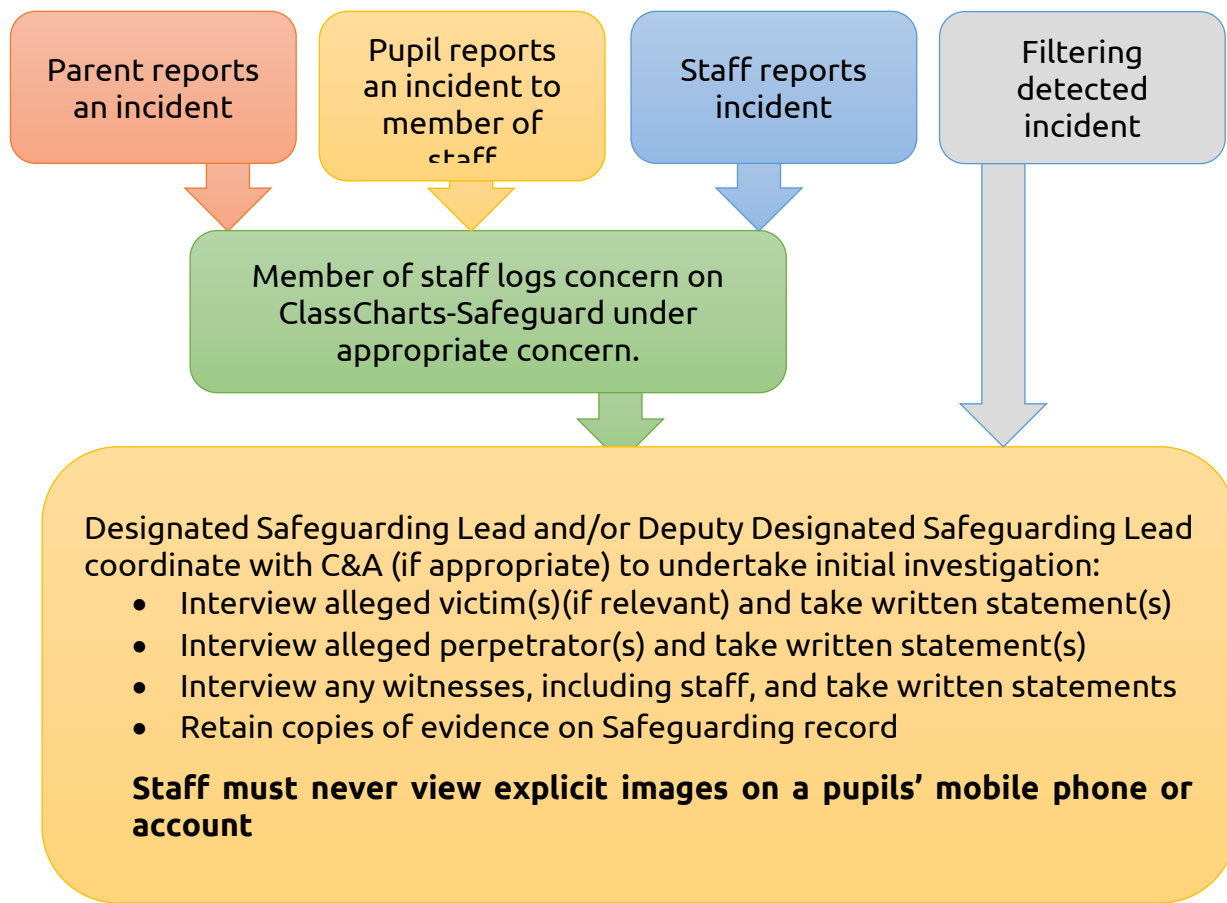 Parent reports
an incident
Pupil reports
an incident to
member of
staff
Staff reports
incident
Filtering
detected
incident
Member of staff logs concern on
ClassCharts-Safeguard under
appropriate concern.
Designated Safeguarding Lead and/or Deputy Designated Safeguarding Lead
coordinate with C&A (if appropriate) to undertake initial investigation:
• Interview alleged victim(s)(if relevant) and take written statement(s)
• Interview alleged perpetrator(s) and take written statement(s)
• Interview any witnesses, including staff, and take written statements
• Retain copies of evidence on Safeguarding record
Staff must never view explicit images on a pupils’ mobile phone or
account